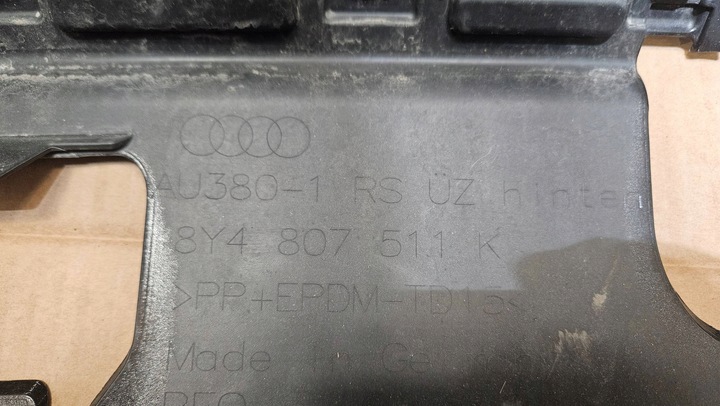 AU380-1 RS ÜZ hinten
8Y4 807 511 K
>PP+EPDM-TD15<
Made in Germany